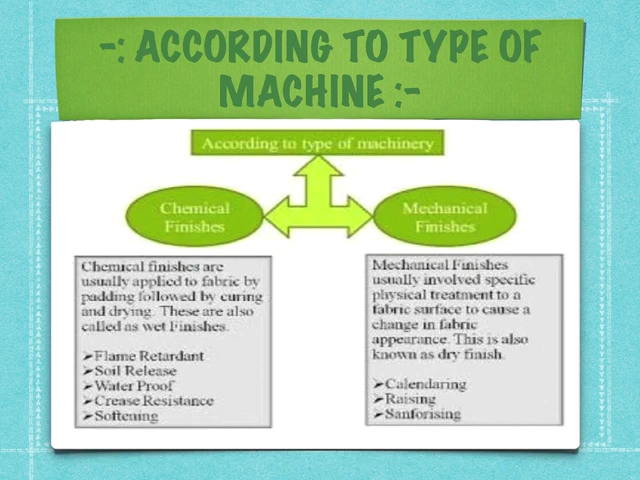 -: ACCORDING TO TYPE OF
MACHINE :-
According to type of machinery
Chemical
Finishes
Mechanical
Finishes
Chemical finishes are
usually applied to fabric by
padding followed by curing
and drying. These are also
called as wet Finishes.
➢Flame Retardant
➢Soil Release
➢Water Proof
➢Crease Resistance
➢Softening
Mechanical Finishes
usually involved specific
physical treatment to a
fabric surface to cause a
change in fabric
appearance. This is also
known as dry finish.
➢Calendaring
➢Raising
➢Sanforising